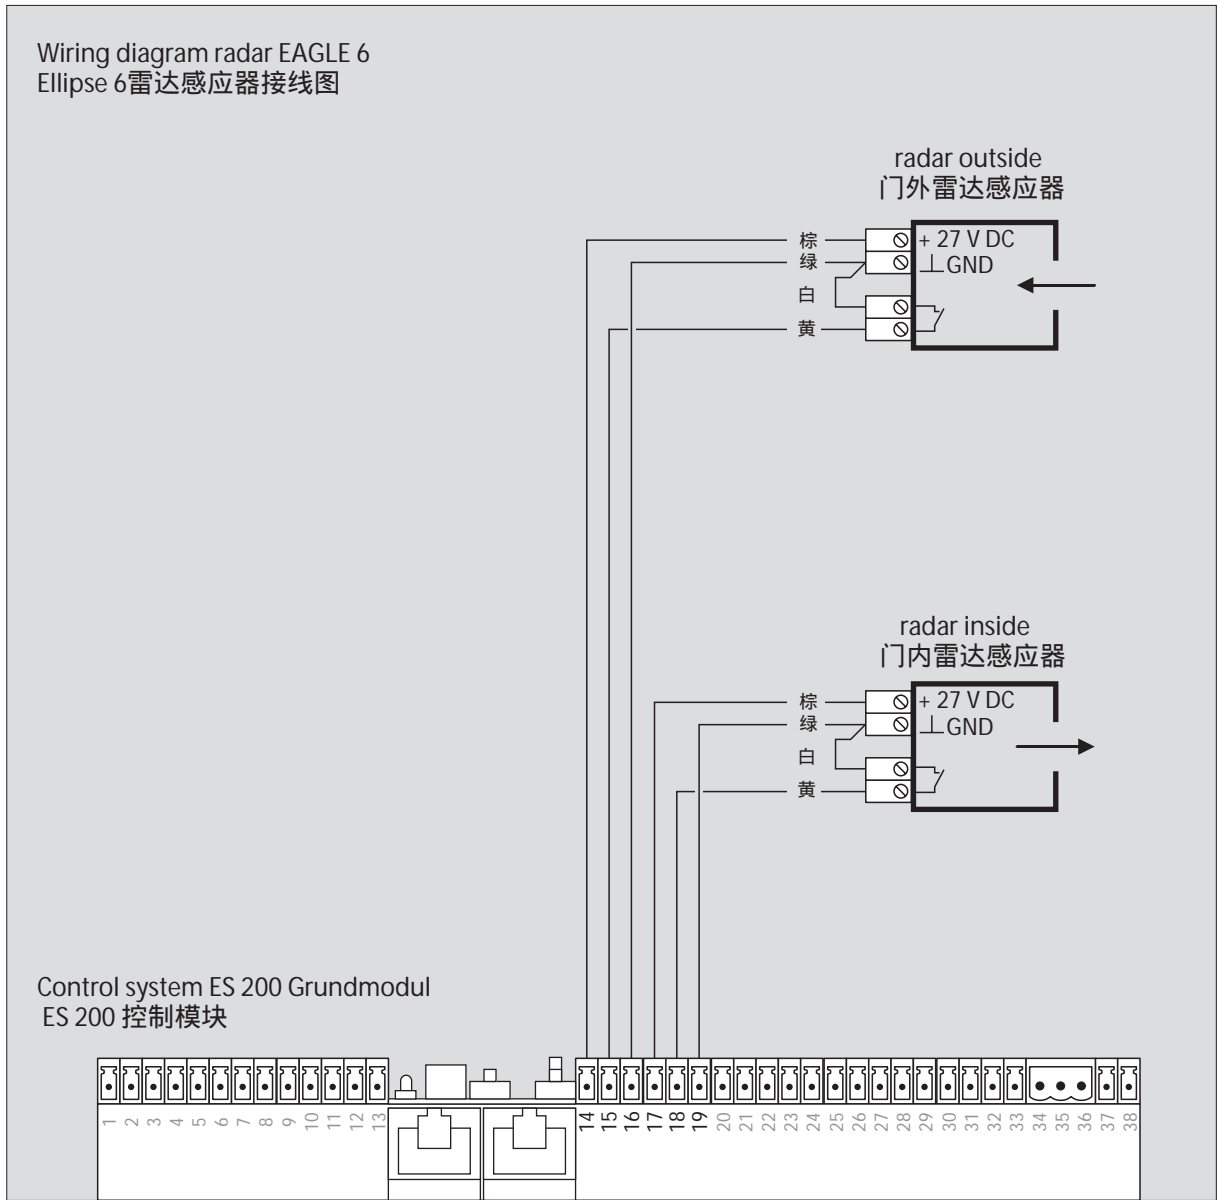 Wiring diagram radar EAGLE 6
Ellipse 6雷达感应器接线图
radar outside
门外雷达感应器
棕
+ 27 V DC
绿
GND
白
黄
radar inside
门内雷达感应器
棕
+ 27 V DC
绿
GND
白
黄
Control system ES 200 Grundmodul
ES 200 控制模块
1 2 3 4 5 6 7 8 9 10 11 12 13 14 15 16 17 18 19 20 21 22 23 24 25 26 27 28 29 30 31 32 33 34 35 36 37 38